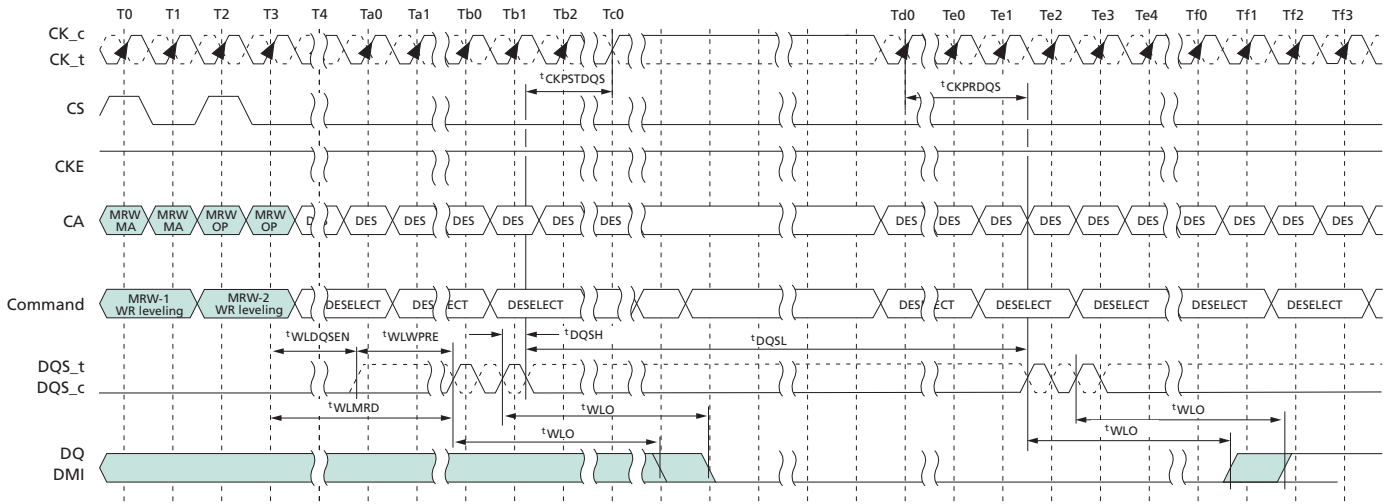 T0 T1 T2 T3 T4 Ta0 Ta1 Tb0 Tb1 Tb2 Tc0 Td0 Te0 Te1 Te2 Te3 Te4 Tf0 Tf1 Tf2 Tf3
CK_c
CK_t
tCKPSTDQS tCKPRDQS
CS
CKE
CA
MRW MA MRW MA MRW OP MRW OP DES DES DES DES DES DES DES DES DES DES DES DES DES DES DES DES DES
Command
MRW-1 WR leveling MRW-2 WR leveling DESELECT DESELECT DESELECT DESELECT DESELECT DESELECT DESELECT DESELECT
tWLDQSEN tWLWPRE tDQSH tDQSL
DQS_t
DQS_c
tWLMRD tWLO tWLO
tWLO tWLO
DQ
DMI